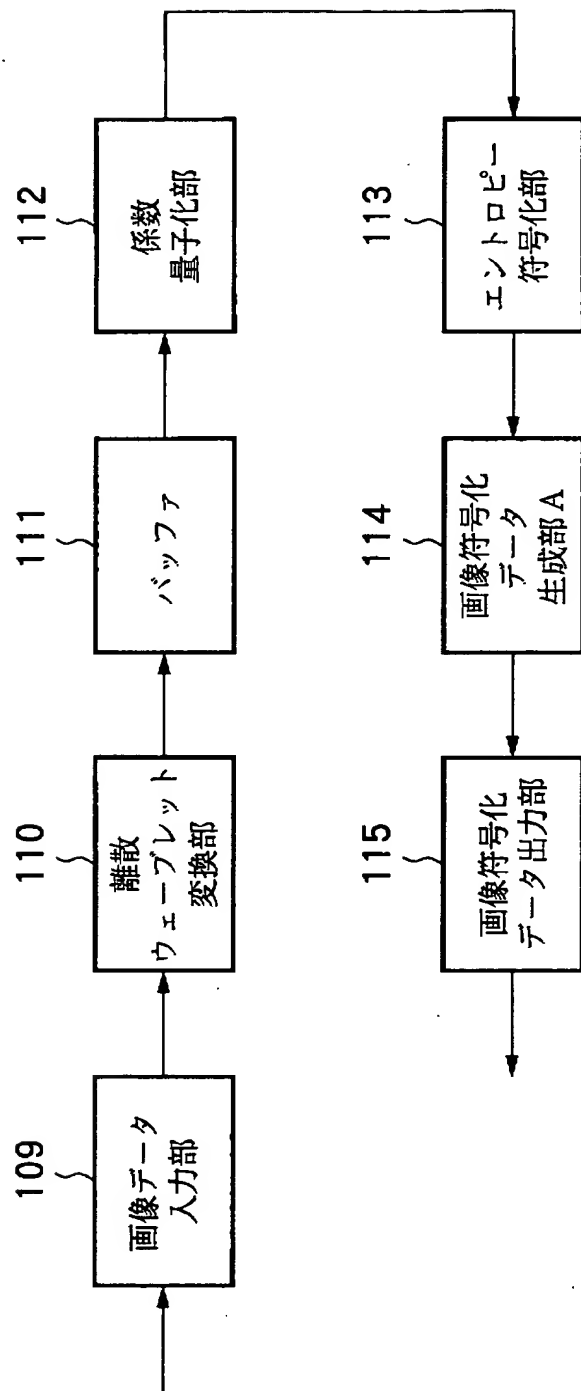 109
画像データ
入力部
110
離散
ウェーブレット
変換部
111
バッファ
112
係数
量子化部
113
エントロピー
符号化部
114
画像符号化
データ
生成部A
115
画像符号化
データ出力部